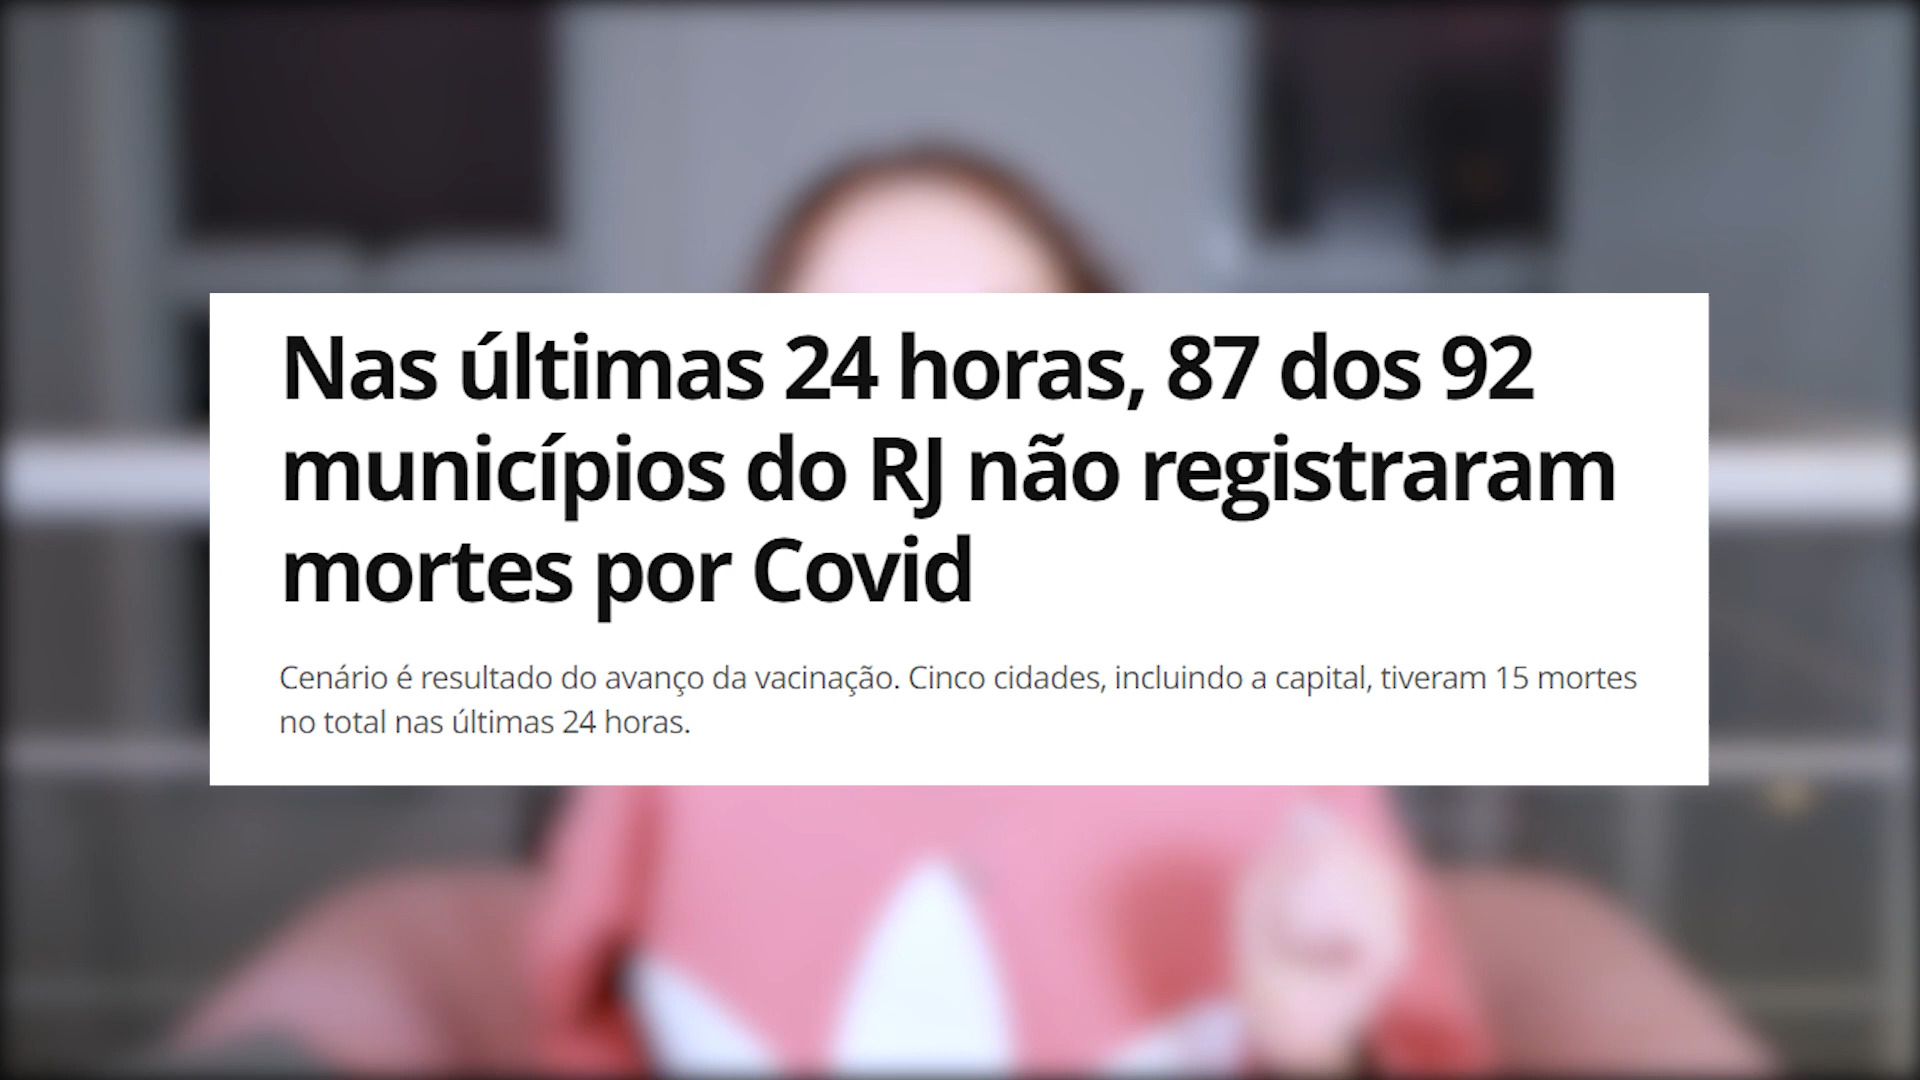 Nas últimas 24 horas, 87 dos 92
municípios do RJ não registraram
mortes por Covid
Cenário é resultado do avanço da vacinação. Cinco cidades, incluindo a capital, tiveram 15 mortes
no total nas últimas 24 horas.